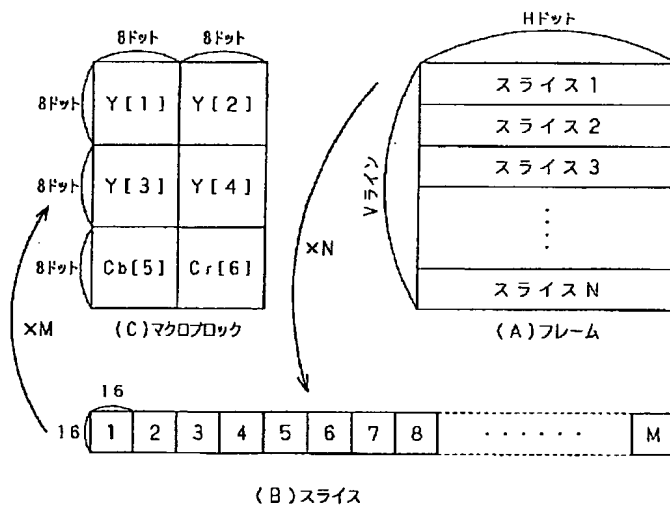 8ドット 8ドット
8ドット Y[1] Y[2]
8ドット Y[3] Y[4]
8ドット Cb[5] Cr[6]
(C)マクロブロック
×M
×N
Hドット
Vライン
スライス1
スライス2
スライス3
スライスN
(A)フレーム
16
16 1 2 3 4 5 6 7 8 ・・・・・・ M
(B)スライス